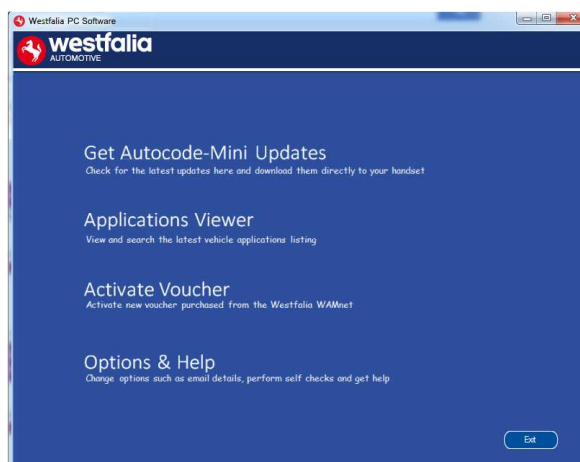 Westfalia PC Software
westfalia
AUTOMOTIVE
Get Autocode-Mini Updates
Check for the latest updates here and download them directly to your handset
Applications Viewer
View and search the latest vehicle applications listing
Activate Voucher
Activate new voucher purchased from the Westfalia WAMnet
Options & Help
Change options such as email details, perform self checks and get help
Exit